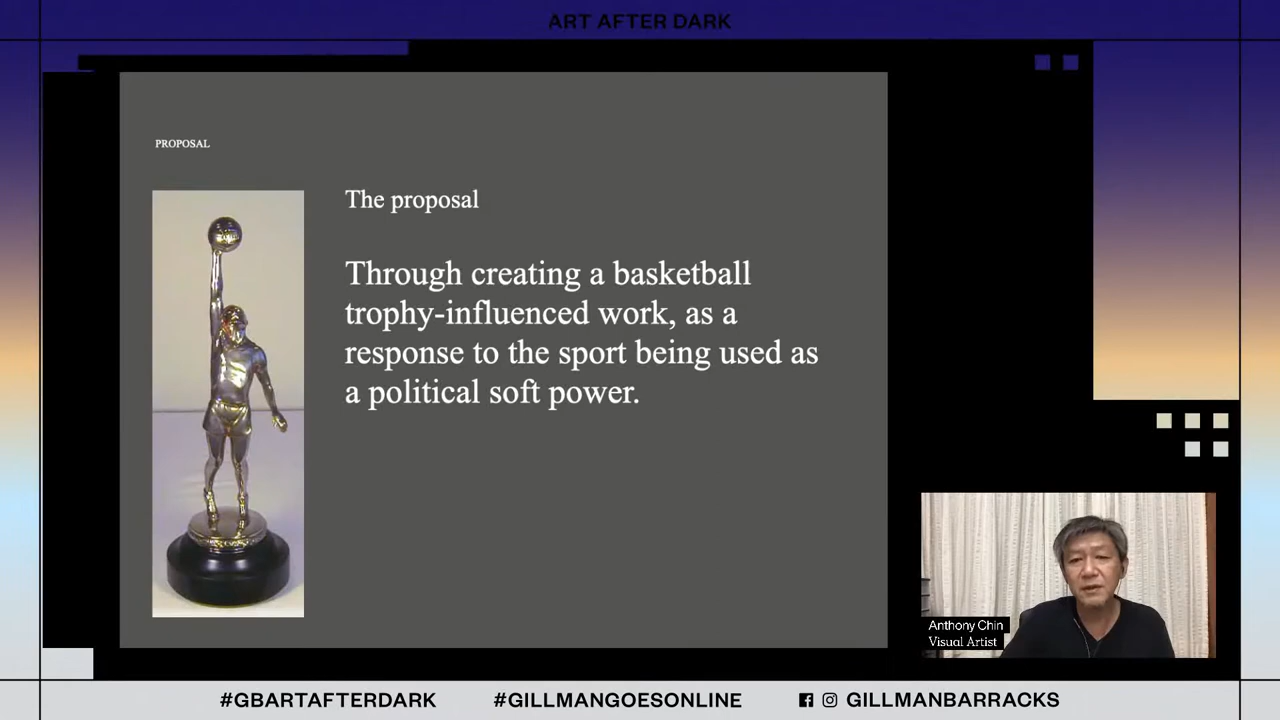 ART AFTER DARK
PROPOSAL
The proposal
Through creating a basketball
trophy-influenced work, as a
response to the sport being used as
a political soft power.
Anthony Chin
Visual Artist
#GBARTAFTERDARK
#GILLMANGOESONLINE
GILLMANBARRACKS